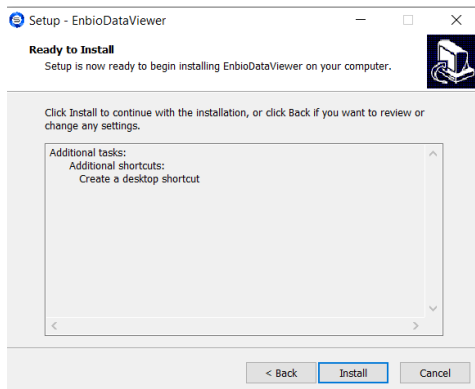 Setup - EnbioDataViewer
Ready to Install
Setup is now ready to begin installing EnbioDataViewer on your computer.
Click Install to continue with the installation, or click Back if you want to review or
change any settings.
Additional tasks:
Additional shortcuts:
Create a desktop shortcut
< Back Install Cancel